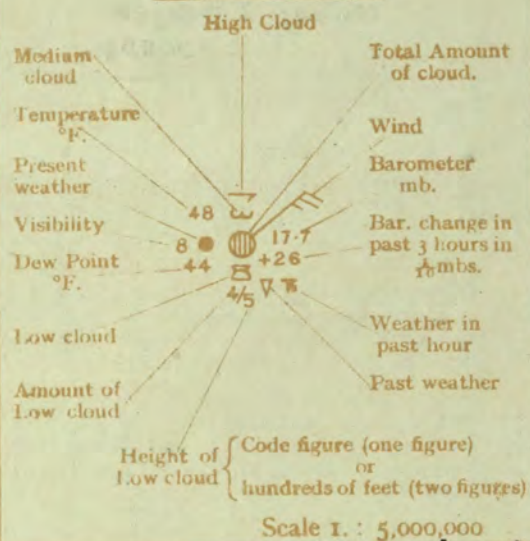 High Cloud
Medium
cloud
Total Amount
of cloud.
Temperature
°F.
Wind
Present
weather
Barometer
mb.
48
Visibility
8
17.7
Bar. change in
past 3 hours in
1/10 mbs.
+26
Dew Point
°F.
44
4/5
Low cloud
Weather in
past hour
Amount of
Low cloud
Past weather
Height of
Low cloud
Code figure (one figure)
or
hundreds of feet (two figures)
Scale 1. : 5,000,000